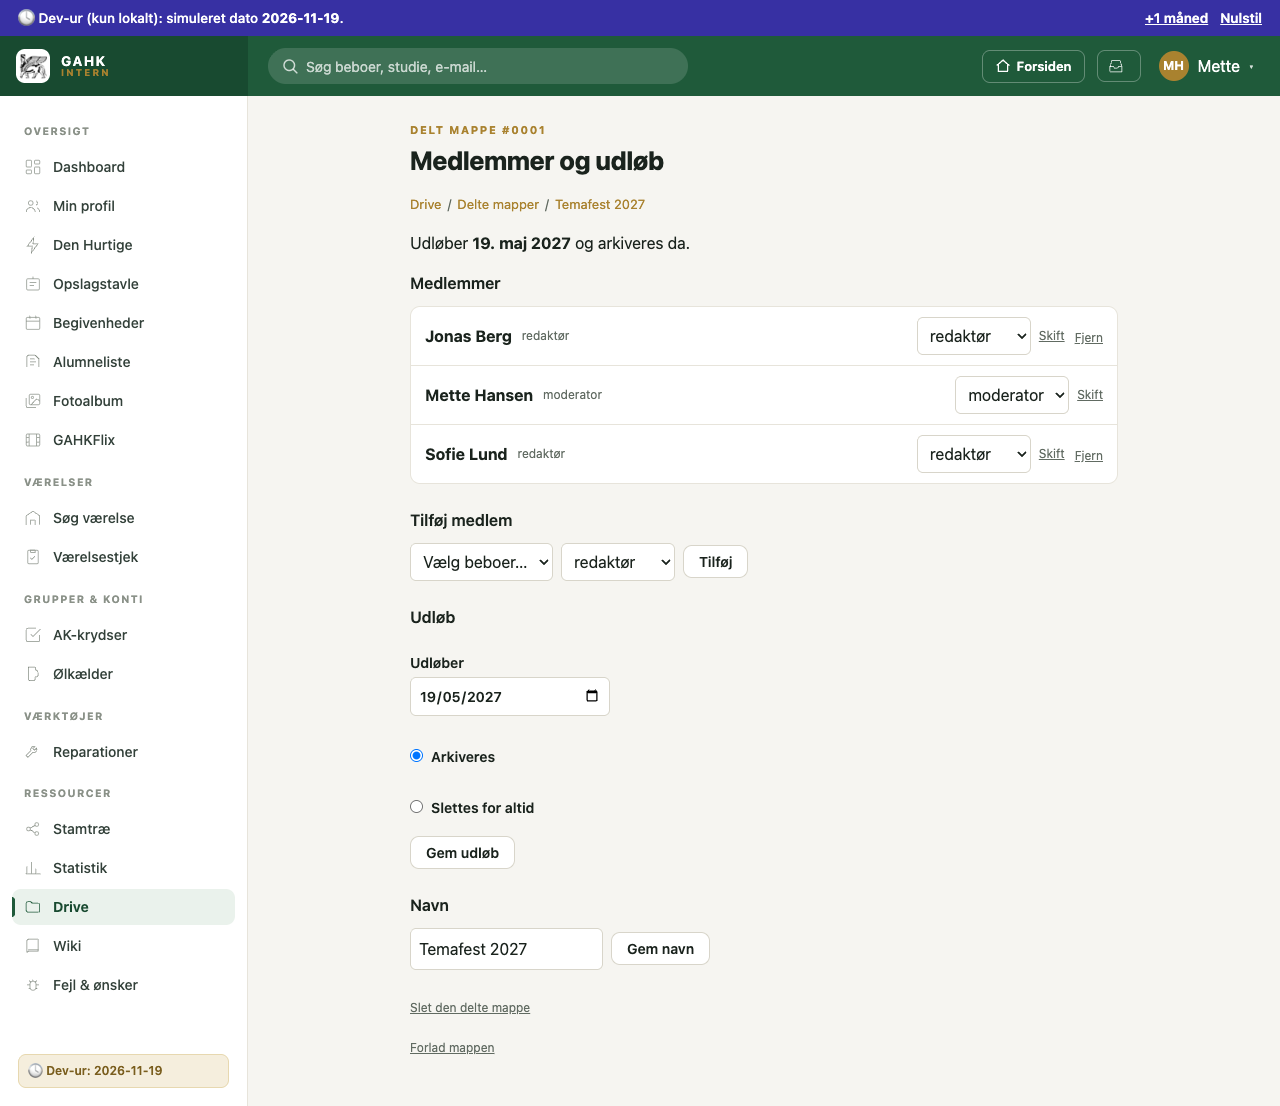 Dev-ur (kun lokalt): simuleret dato 2026-11-19.
+1 måned Nulstil
GAHK
INTERN
Søg beboer, studie, e-mail...
Forsiden
MH Mette
OVERSIGT
Dashboard
Min profil
Den Hurtige
Opslagstavle
Begivenheder
Alumneliste
Fotoalbum
GAHKFlix
VÆRELSER
Søg værelse
Værelsestjek
GRUPPER & KONTI
AK-krydser
Ølkælder
VÆRKTØJER
Reparationer
RESSOURCER
Stamtræ
Statistik
Drive
Wiki
Fejl & ønsker
Dev-ur: 2026-11-19
DELT MAPPE #0001
Medlemmer og udløb
Drive / Delte mapper / Temafest 2027
Udløber 19. maj 2027 og arkiveres da.
Medlemmer
Jonas Berg redaktør redaktør Skift Fjern
Mette Hansen moderator moderator Skift
Sofie Lund redaktør redaktør Skift Fjern
Tilføj medlem
Vælg beboer... redaktør Tilføj
Udløb
Udløber
19/05/2027
Arkiveres
Slettes for altid
Gem udløb
Navn
Temafest 2027 Gem navn
Slet den delte mappe
Forlad mappen